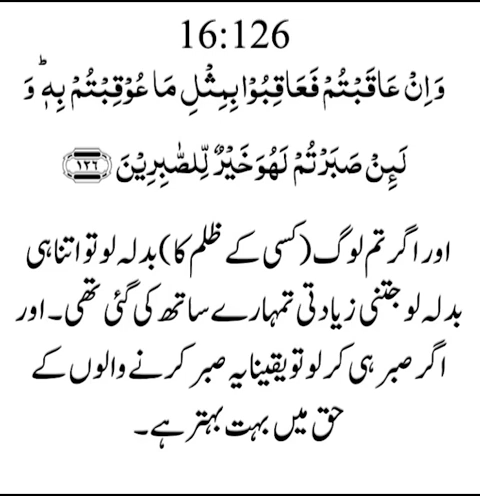 16:126
وَاِنْ عَاقَبْتُمْ فَعَاقِبُوْا بِمِثْلِ مَا عُوْقِبْتُمْ بِهٖ ؕ وَ
لَئِنْ صَبَرْتُمْ لَهُوَ خَيْرٌ لِّلصّٰبِرِيْنَ ۝۱۲۶
اور اگر تم لوگ (کسی کے ظلم کا) بدلہ لو تو اتنا ہی
بدلہ لو جتنی زیادتی تمہارے ساتھ کی گئی تھی۔ اور
اگر صبر ہی کر لو تو یقینا یہ صبر کرنے والوں کے
حق میں بہت بہتر ہے۔